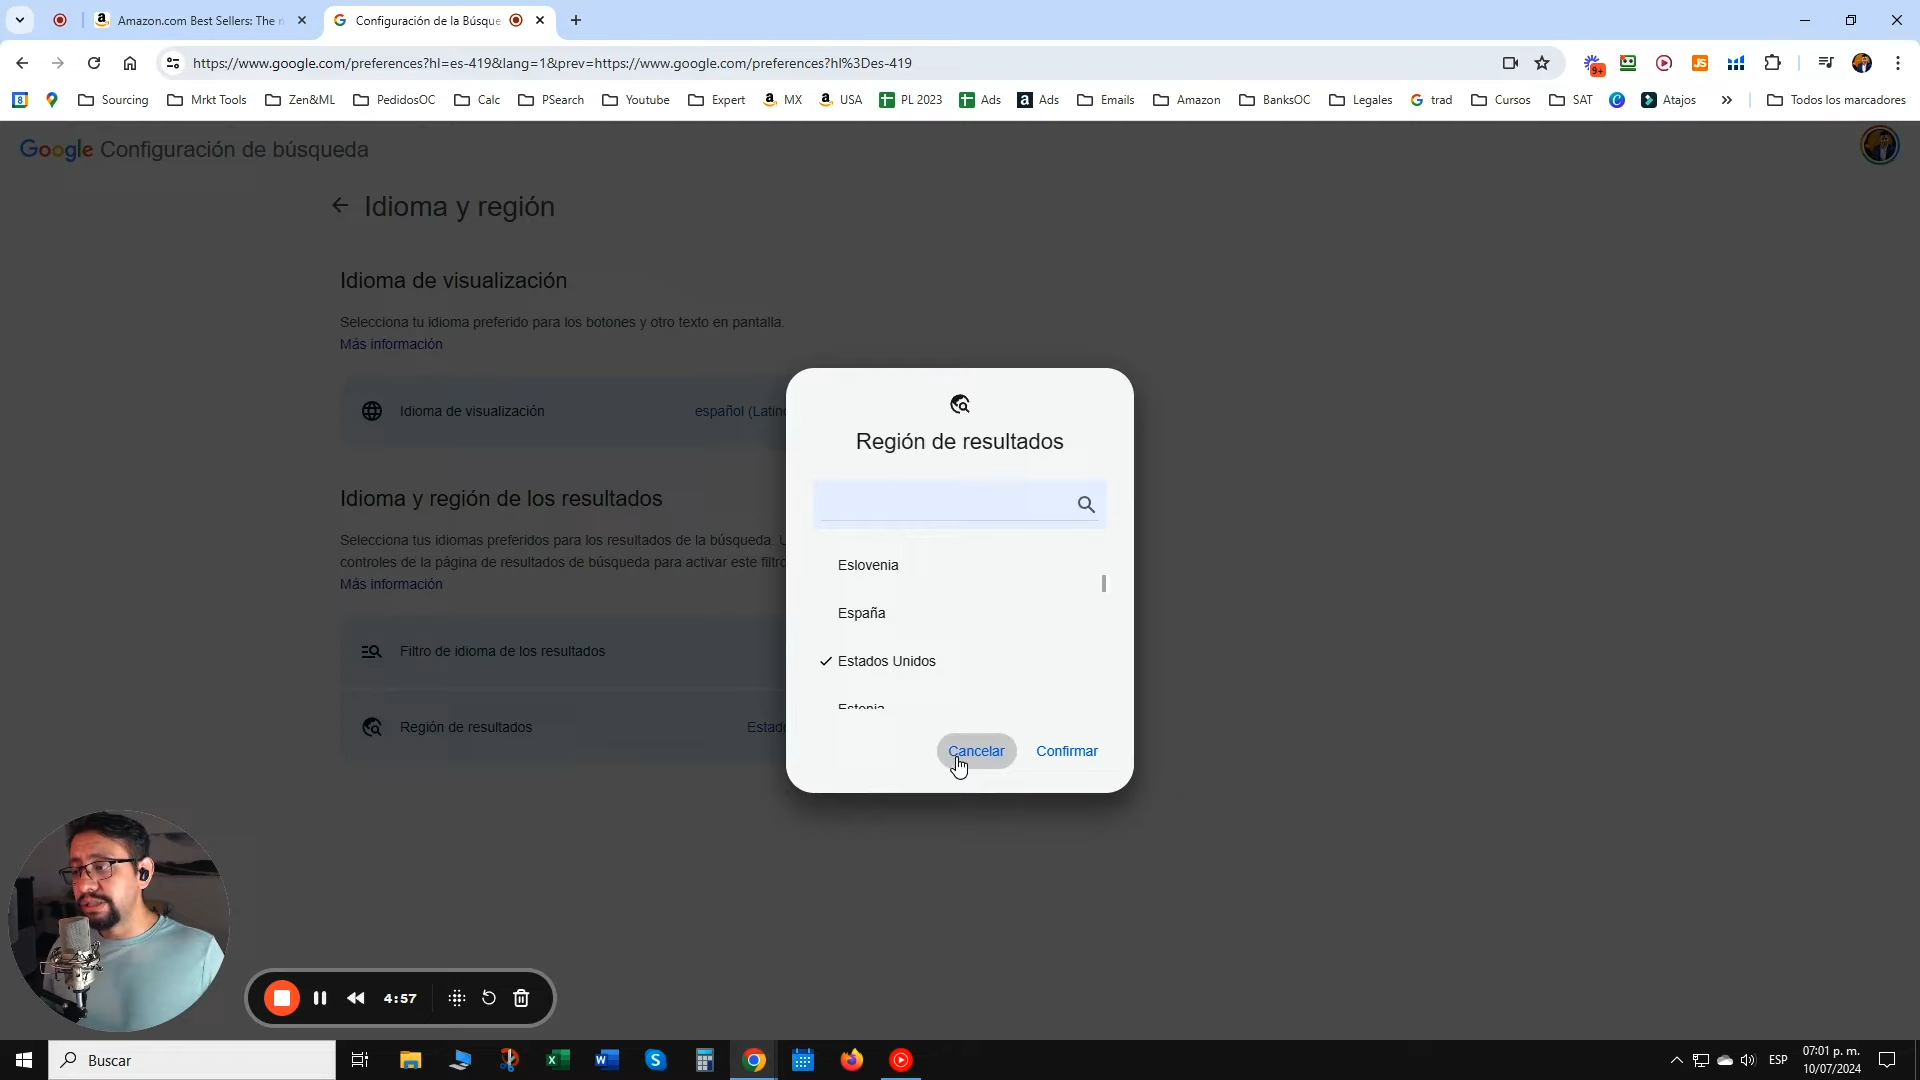 Amazon.com Best Sellers: The
Configuración de la Búsque
https://www.google.com/preferences?hl=es-419&lang=1&prev=https://www.google.com/preferences?hl%3Des-419
9+
JS
8
Sourcing
Mrkt Tools
Zen&ML
PedidosOC
Calc
PSearch
Youtube
Expert
MX
USA
PL 2023
Ads
Ads
Emails
Amazon
BanksOC
Legales
trad
Cursos
SAT
Atajos
Todos los marcadores
Google Configuración de búsqueda
Idioma y región
Idioma de visualización
Selecciona tu idioma preferido para los botones y otro texto en pantalla.
Más información
Idioma de visualización
español (Latino
Idioma y región de los resultados
Selecciona tus idiomas preferidos para los resultados de la búsqueda. U
controles de la página de resultados de búsqueda para activar este filtro
Más información
Filtro de idioma de los resultados
Región de resultados
Estado
Región de resultados
Eslovenia
España
Estados Unidos
Estonia
Cancelar
Confirmar
4:57
Buscar
ESP
07:01 p. m.
10/07/2024